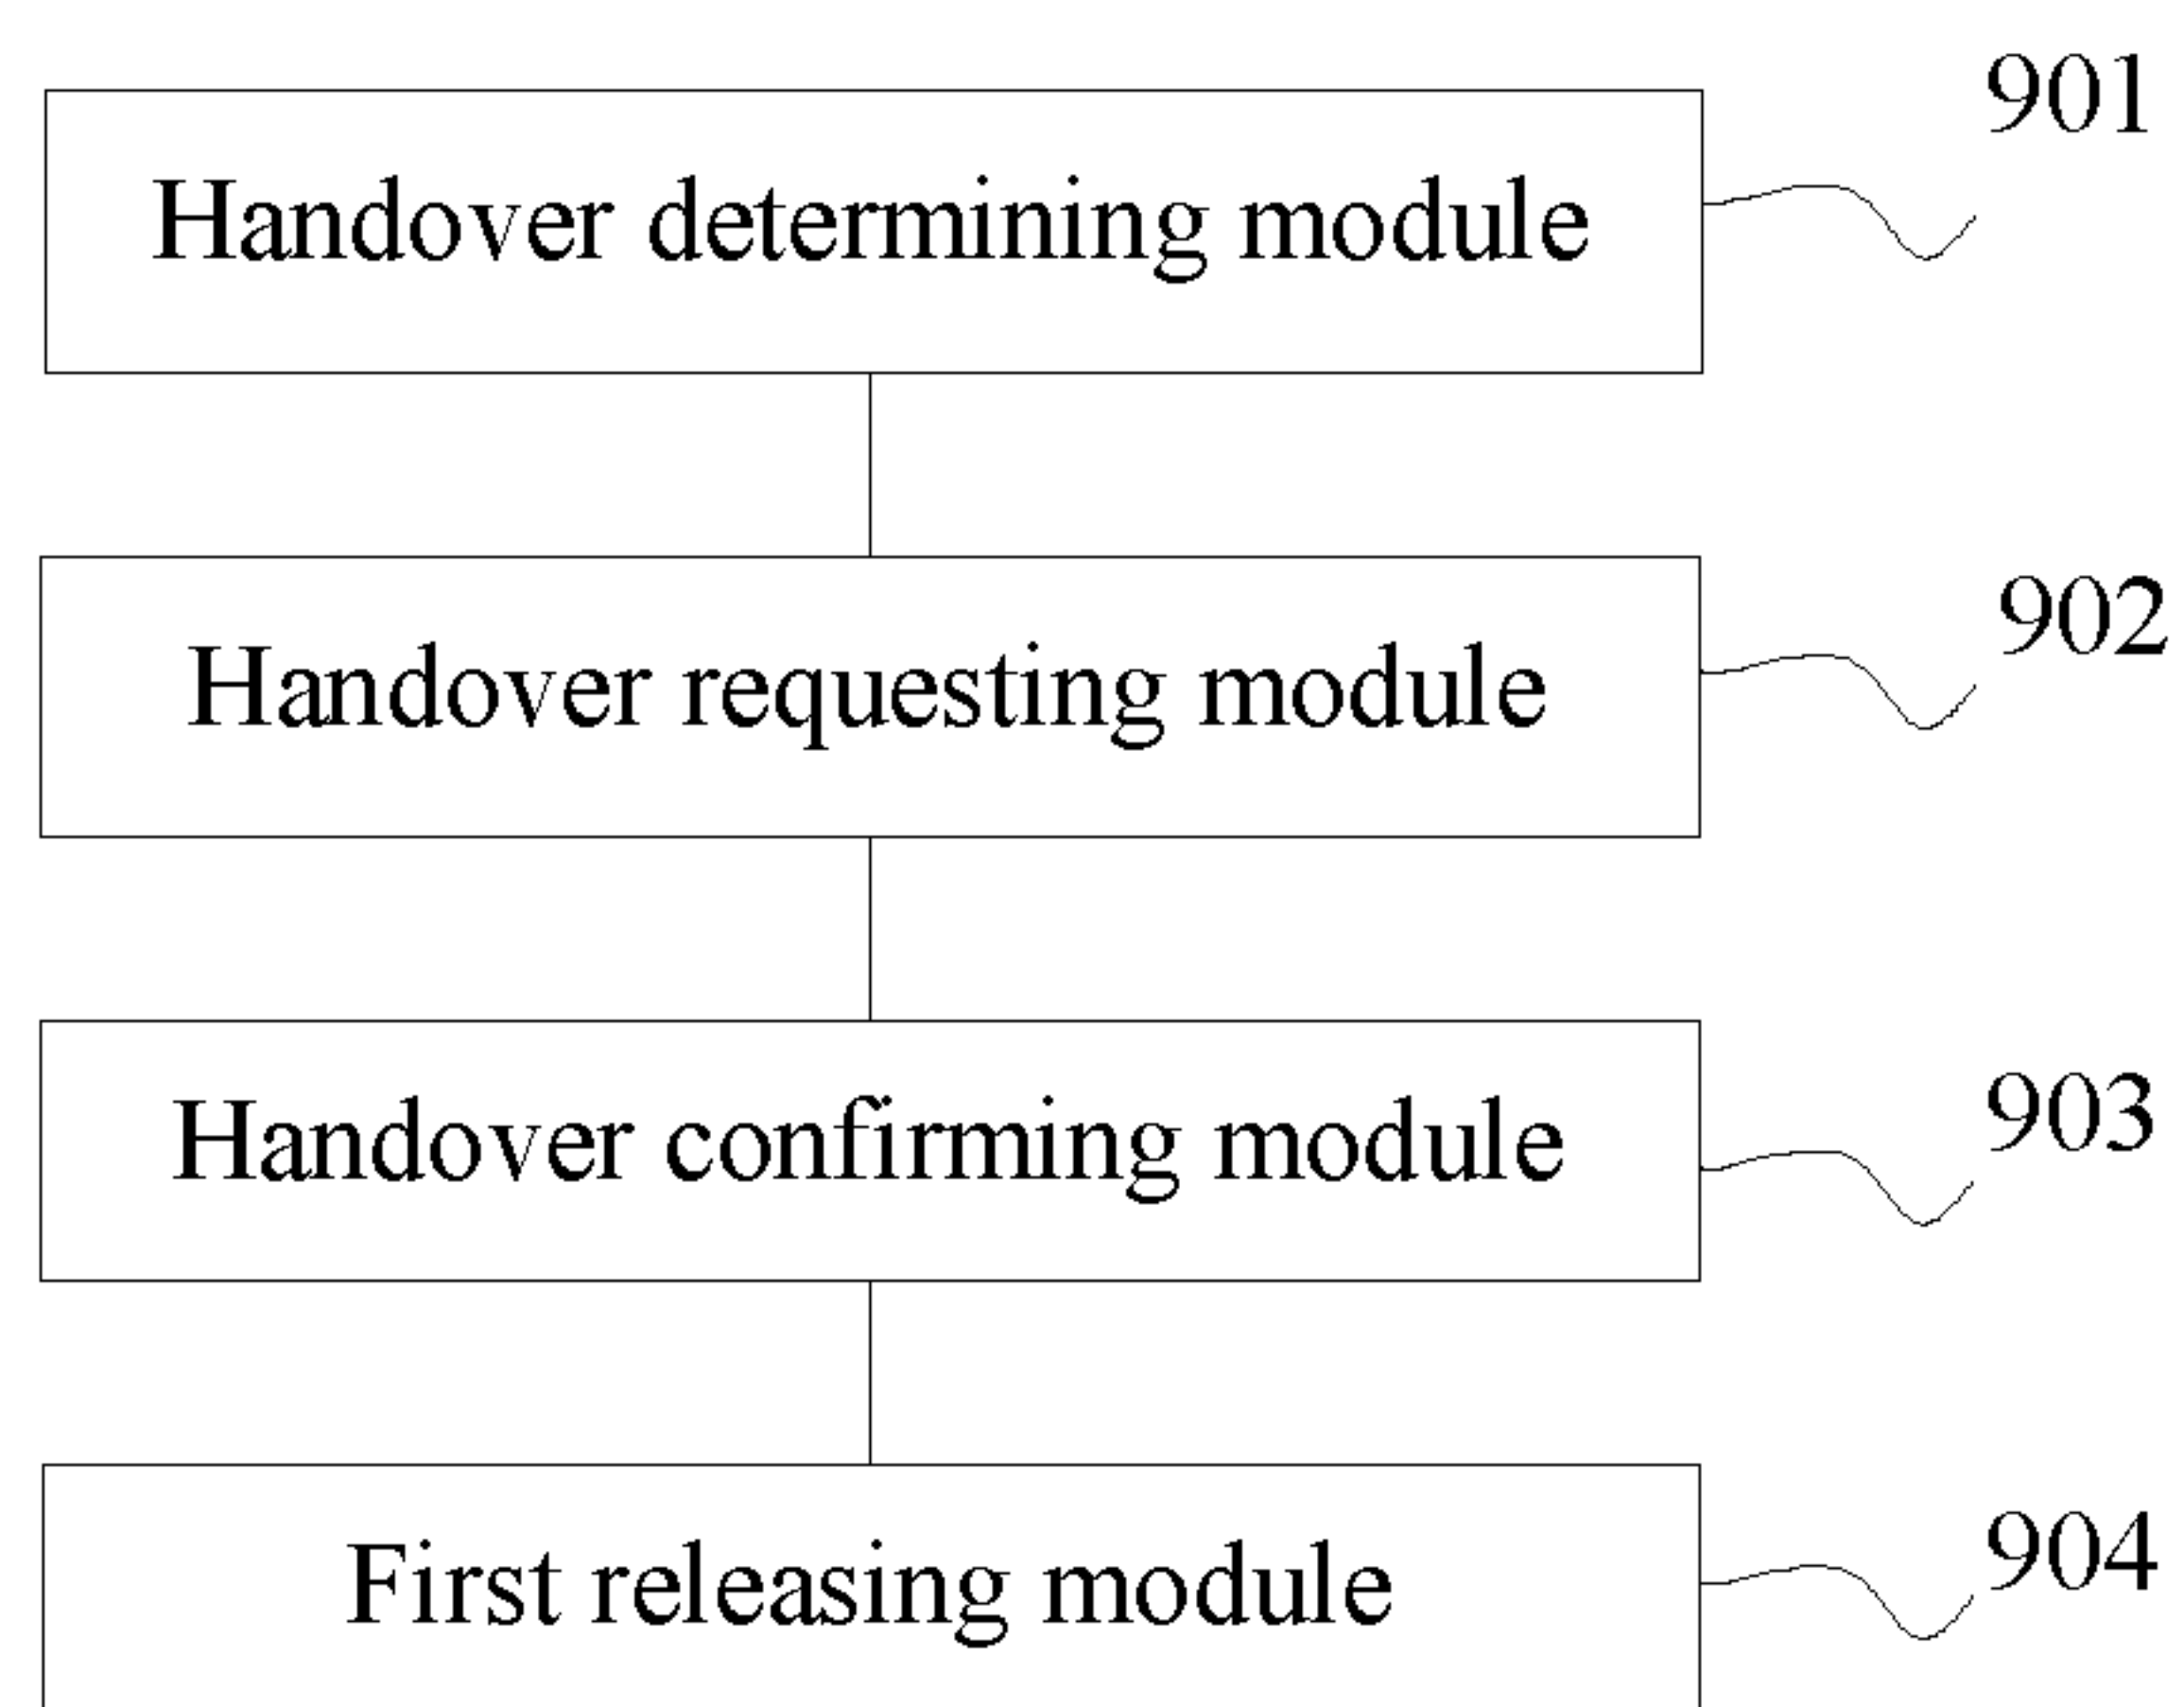 901
Handover determining module
902
Handover requesting module
903
Handover confirming module
904
First releasing module